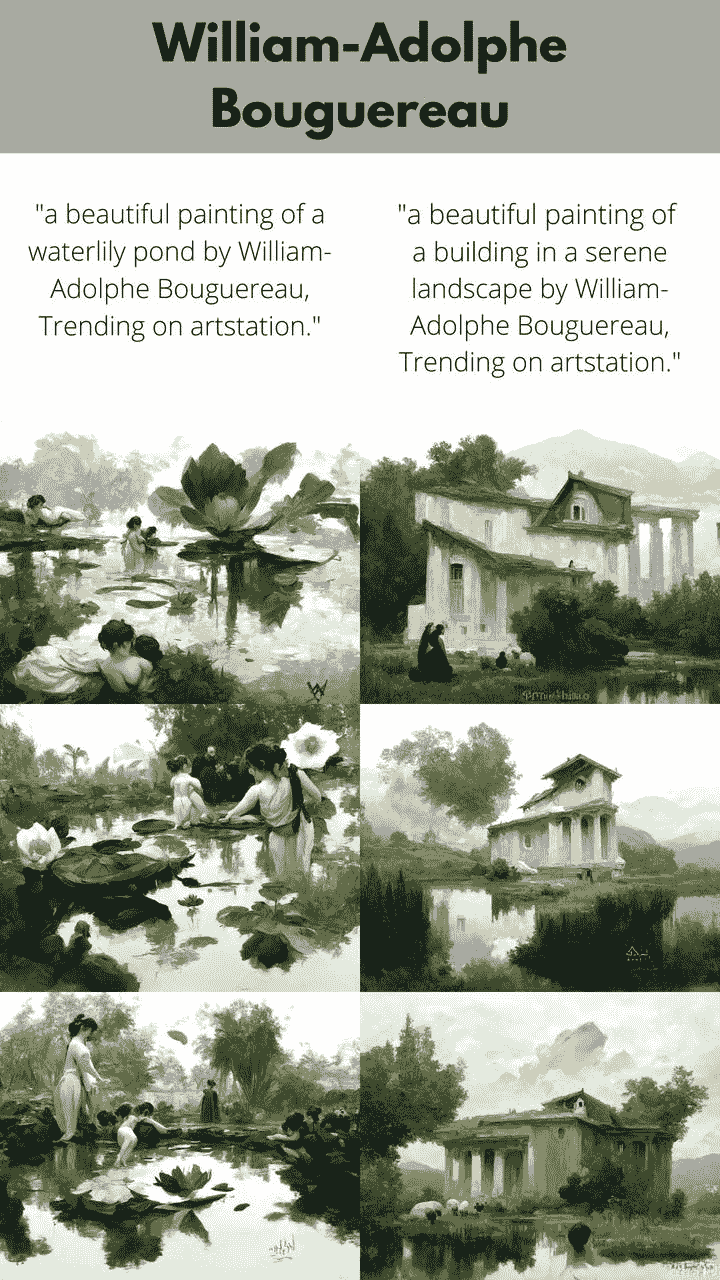 William-Adolphe
Bouguereau
"a beautiful painting of a
waterlily pond by William-
Adolphe Bouguereau,
Trending on artstation."
"a beautiful painting of
a building in a serene
landscape by William-
Adolphe Bouguereau,
Trending on artstation."